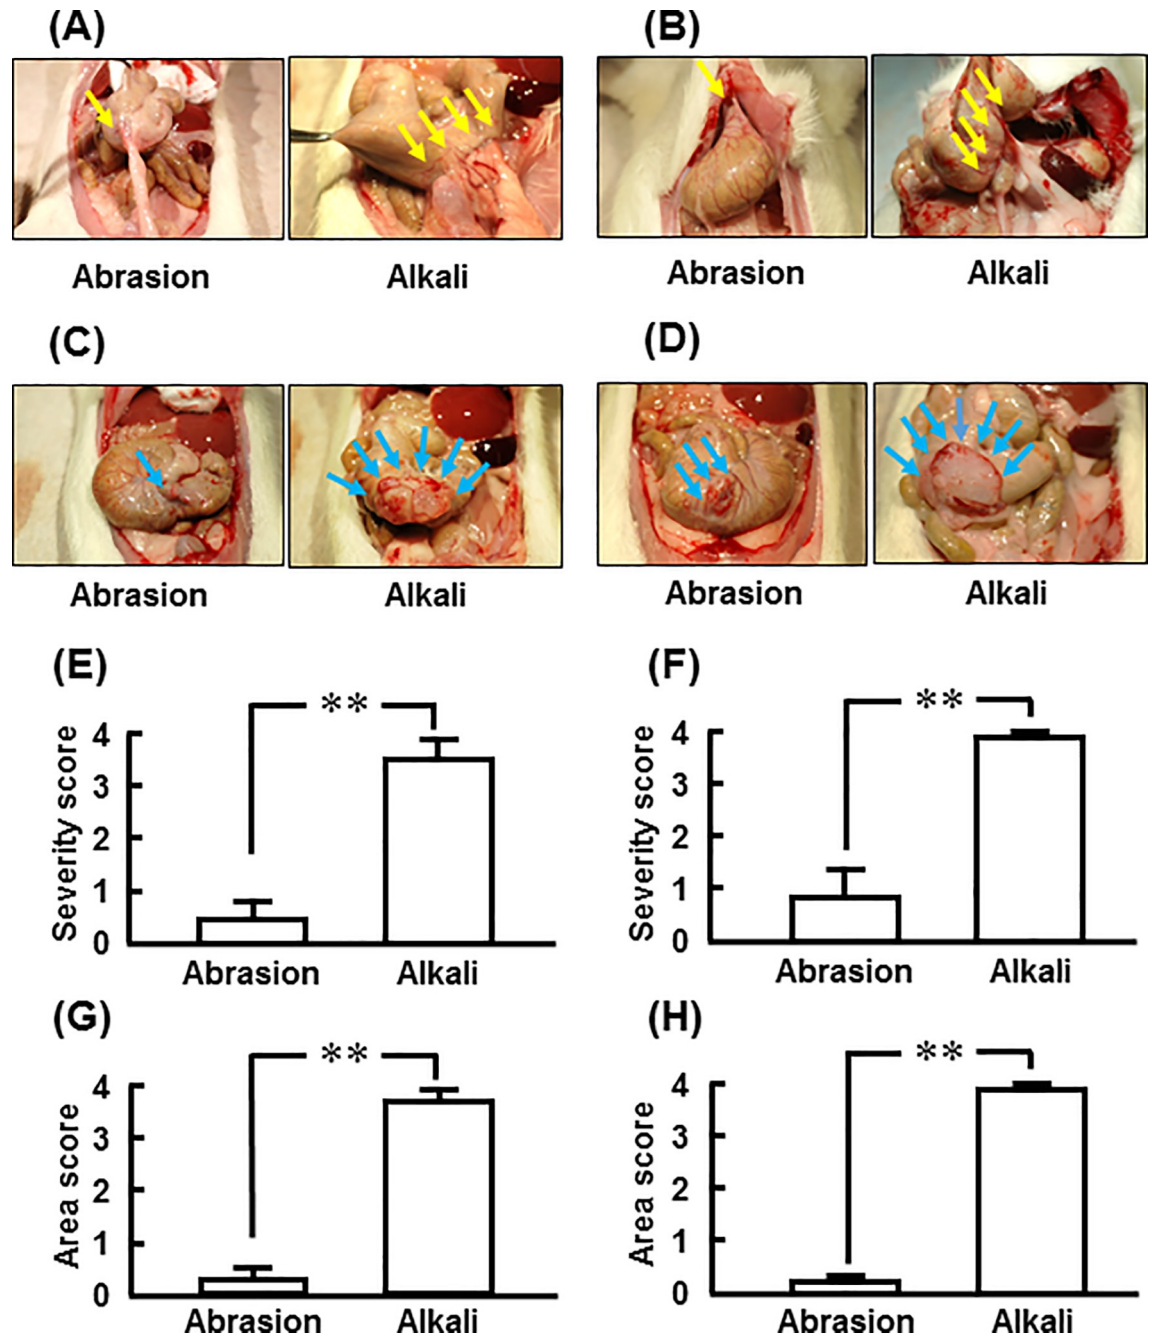 (A)
(B)
Abrasion
Alkali
Abrasion
Alkali
(C)
(D)
Abrasion
Alkali
Abrasion
Alkali
(E)
**
Severity score
4
3
2
1
0
Abrasion
Alkali
(F)
**
Severity score
4
3
2
1
0
Abrasion
Alkali
(G)
**
Area score
4
3
2
1
0
Abrasion
Alkali
(H)
**
Area score
4
3
2
1
0
Abrasion
Alkali